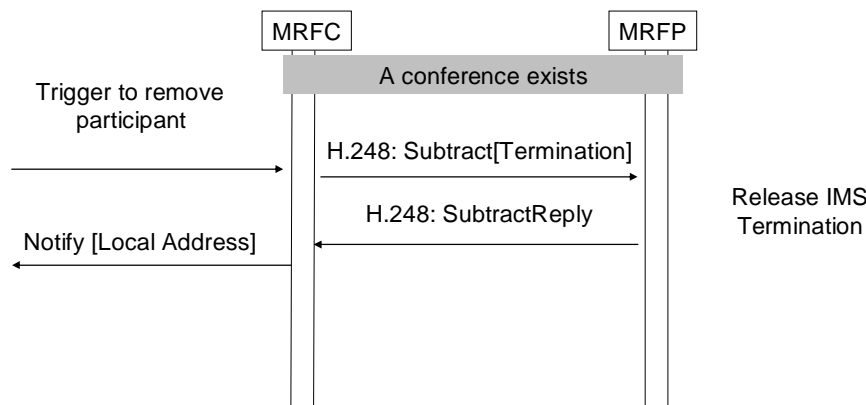 MRFC
MRFP
A conference exists
Trigger to remove
participant
H.248: Subtract[Termination]
Release IMS
Termination
H.248: SubtractReply
Notify [Local Address]